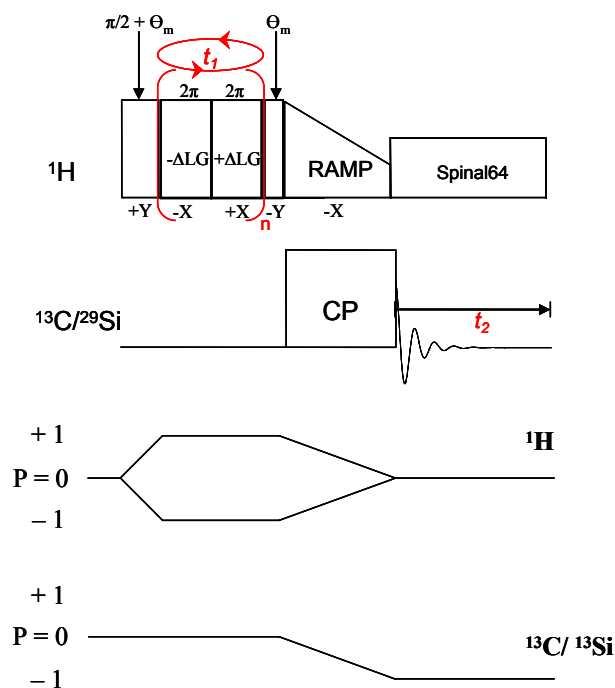 π/2 + Θm Θm
t1
2π 2π
-ΔLG +ΔLG RAMP Spinal64
1H
+Y -X +X -Y -X
n
CP
13C/29Si
t2
+ 1 1H
P = 0
– 1
+ 1
P = 0 13C/ 13Si
– 1